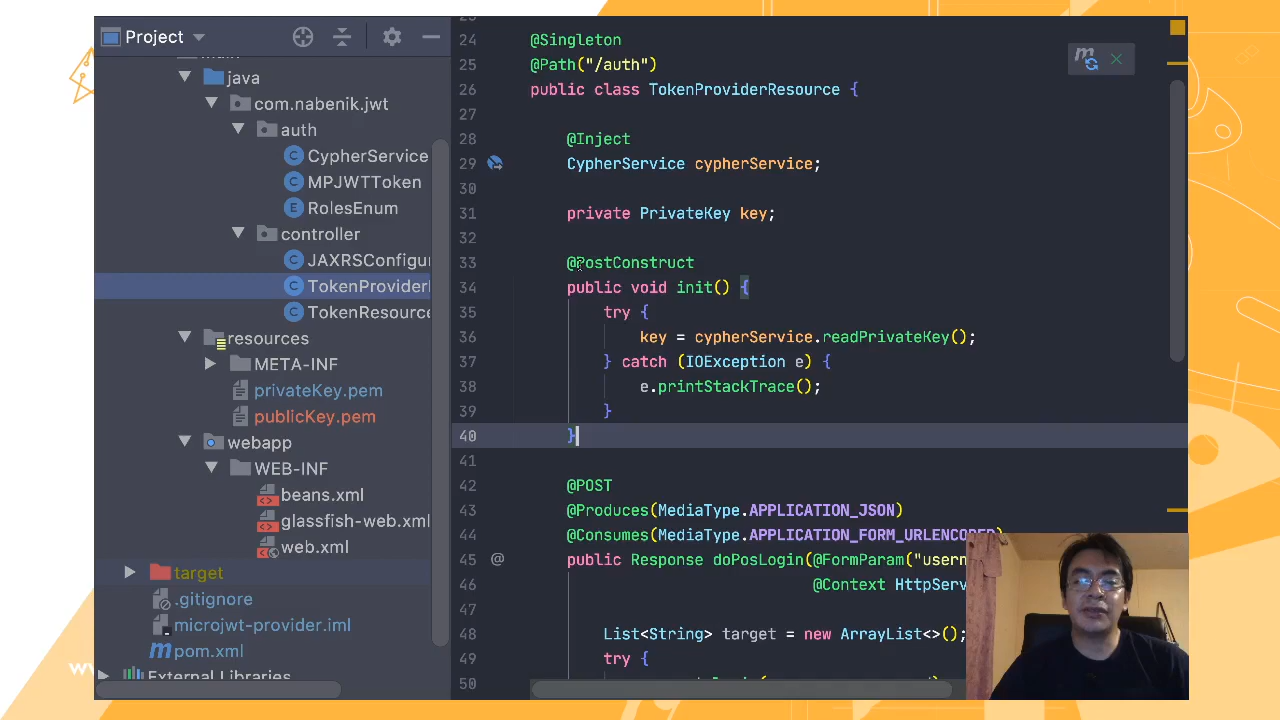 Project
main
java
com.nabenik.jwt
auth
CypherService
MPJWTToken
RolesEnum
controller
JAXRSConfigu
TokenProvider
TokenResource
resources
META-INF
privateKey.pem
publicKey.pem
webapp
WEB-INF
beans.xml
glassfish-web.xml
web.xml
target
.gitignore
microjwt-provider.iml
pom.xml
External Libraries
24 @Singleton
25 @Path("/auth")
26 public class TokenProviderResource {
27
28 @Inject
29 CypherService cypherService;
30
31 private PrivateKey key;
32
33 @PostConstruct
34 public void init() {
35 try {
36 key = cypherService.readPrivateKey();
37 } catch (IOException e) {
38 e.printStackTrace();
39 }
40 }
41
42 @POST
43 @Produces(MediaType.APPLICATION_JSON)
44 @Consumes(MediaType.APPLICATION_FORM_URLENCODED)
45 @ public Response doPosLogin(@FormParam("usern
46 @Context HttpServ
47
48 List<String> target = new ArrayList<>();
49 try {
50